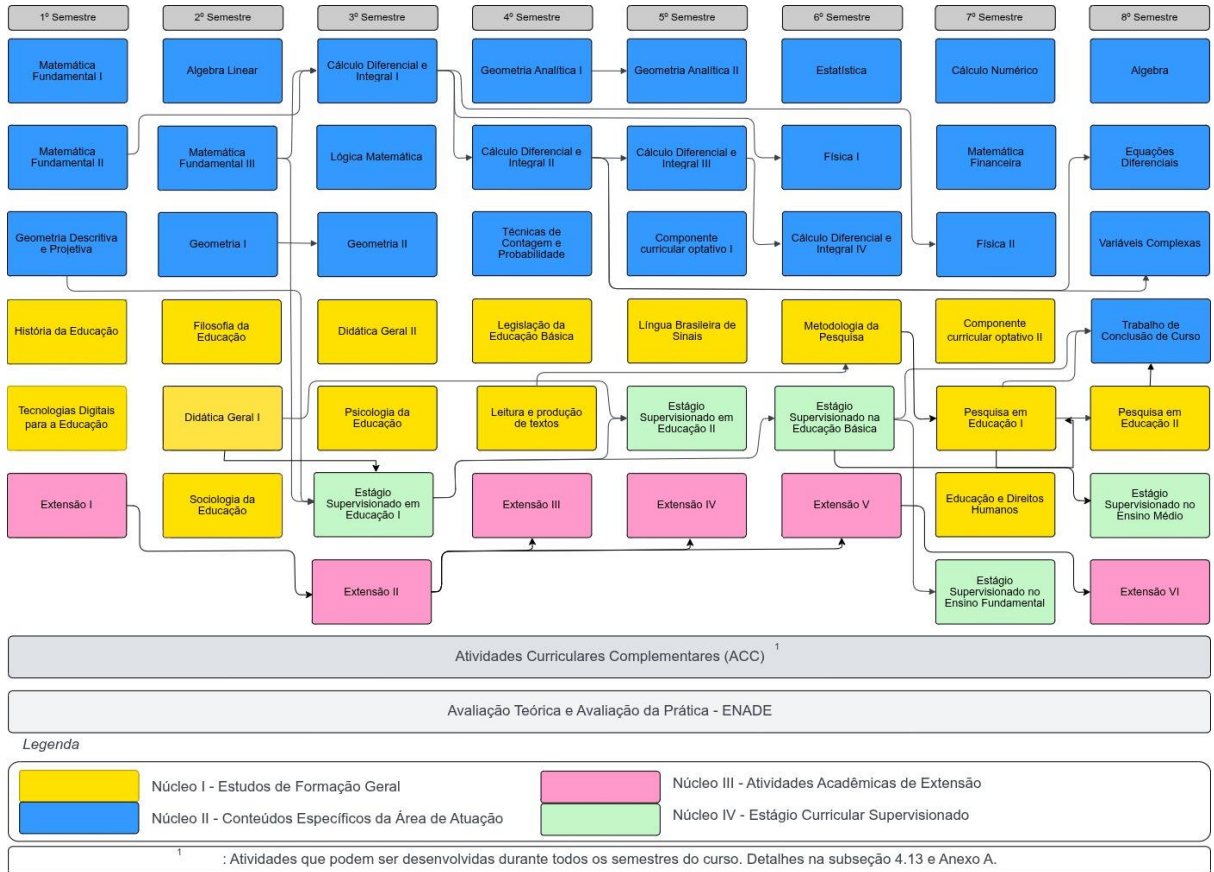 1º Semestre
2º Semestre
3º Semestre
4º Semestre
5º Semestre
6º Semestre
7º Semestre
8º Semestre
Matemática
Fundamental I
Algebra Linear
Cálculo Diferencial e
Integral I
Geometria Analítica I
Geometria Analítica II
Estatística
Cálculo Numérico
Algebra
Matemática
Fundamental II
Matemática
Fundamental III
Lógica Matemática
Cálculo Diferencial e
Integral II
Cálculo Diferencial e
Integral III
Física I
Matemática
Financeira
Equações
Diferenciais
Geometria Descritiva
e Projetiva
Geometria I
Geometria II
Técnicas de
Contagem e
Probabilidade
Componente
curricular optativo I
Cálculo Diferencial e
Integral IV
Física II
Variáveis Complexas
História da Educação
Filosofia da
Educação
Didática Geral II
Legislação da
Educação Básica
Língua Brasileira de
Sinais
Metodologia da
Pesquisa
Componente
curricular optativo II
Trabalho de
Conclusão de Curso
Tecnologias Digitais
para a Educação
Didática Geral I
Psicologia da
Educação
Leitura e produção
de textos
Estágio
Supervisionado em
Educação II
Estágio
Supervisionado na
Educação Básica
Pesquisa em
Educação I
Pesquisa em
Educação II
Extensão I
Sociologia da
Educação
Estágio
Supervisionado em
Educação I
Extensão III
Extensão IV
Extensão V
Educação e Direitos
Humanos
Estágio
Supervisionado no
Ensino Médio
Extensão II
Estágio
Supervisionado no
Ensino Fundamental
Extensão VI
Atividades Curriculares Complementares (ACC) 1
Avaliação Teórica e Avaliação da Prática - ENADE
Legenda
Núcleo I - Estudos de Formação Geral
Núcleo III - Atividades Acadêmicas de Extensão
Núcleo II - Conteúdos Específicos da Área de Atuação
Núcleo IV - Estágio Curricular Supervisionado
1 : Atividades que podem ser desenvolvidas durante todos os semestres do curso. Detalhes na subseção 4.13 e Anexo A.